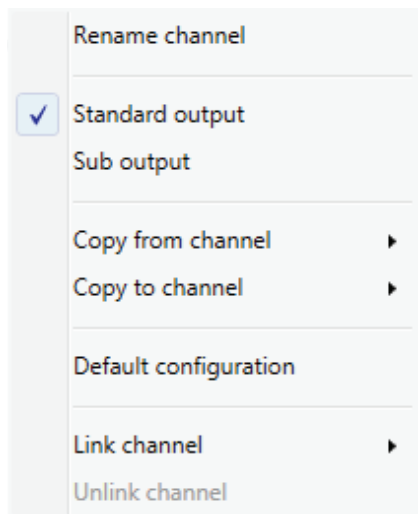 Rename channel
Standard output
Sub output
Copy from channel
Copy to channel
Default configuration
Link channel
Unlink channel